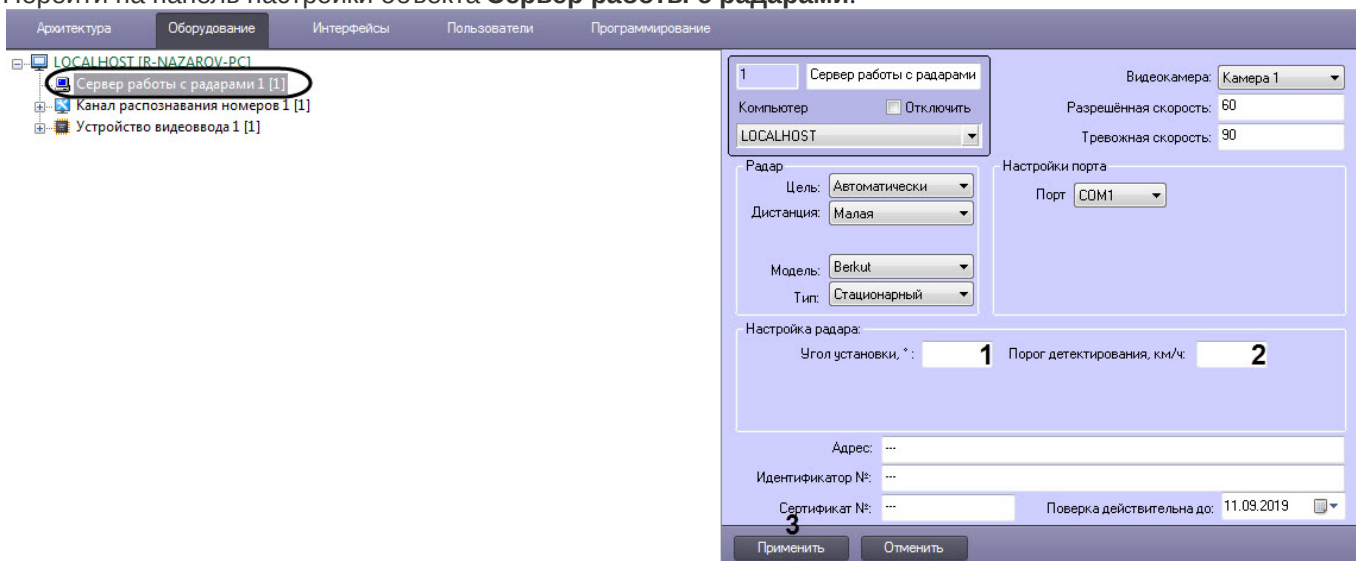 Перейти на панель настройки объекта Сервер работы с радарами.
Архитектура Оборудование Интерфейсы Пользователи Программирование
LOCALHOST [R-NAZAROV-PC]
Сервер работы с радарами 1 [1]
Канал распознавания номеров 1 [1]
Устройство видеоввода 1 [1]
1 Сервер работы с радарами Видеокамера: Камера 1
Компьютер Отключить Разрешённая скорость: 60
LOCALHOST Тревожная скорость: 90
Радар Настройки порта
Цель: Автоматически Порт COM1
Дистанция: Малая
Модель: Berkut
Тип: Стационарный
Настройка радара:
Угол установки, ° : 1 Порог детектирования, км/ч: 2
Адрес: ---
Идентификатор №: ---
Сертификат №: --- Поверка действительна до: 11.09.2019
3
Применить Отменить